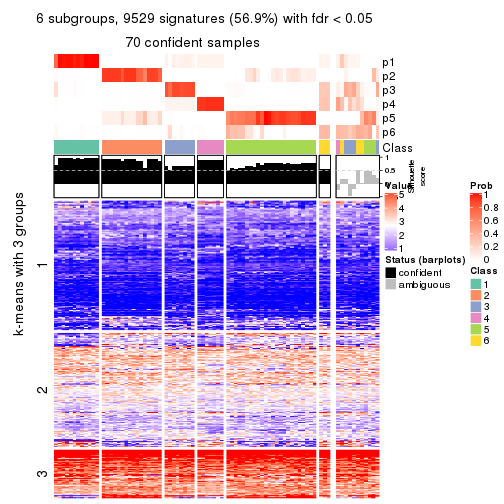 6 subgroups, 9529 signatures (56.9%) with fdr < 0.05
70 confident samples
p1
p2
p3
p4
p5
p6
Class
1
0.5
0
Silhouette
score
k-means with 3 groups
1
2
3
Value
5
4
3
2
1
Status (barplots)
confident
ambiguous
Prob
1
0.8
0.6
0.4
0.2
0
Class
1
2
3
4
5
6